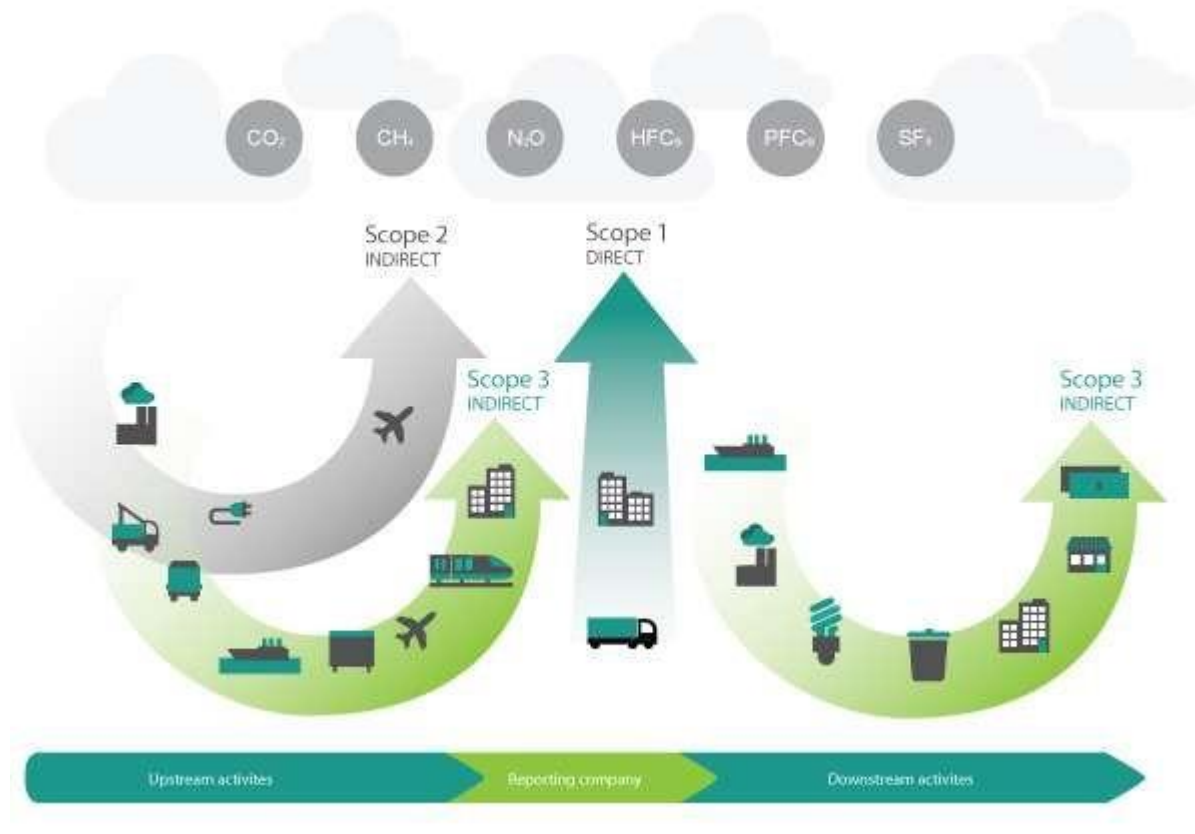 CO₂ CH₄ N₂O HFCₛ PFCₛ SF₆
Scope 2
INDIRECT
Scope 1
DIRECT
Scope 3
INDIRECT
Scope 3
INDIRECT
Upstream activites
Reporting company
Downstream activites